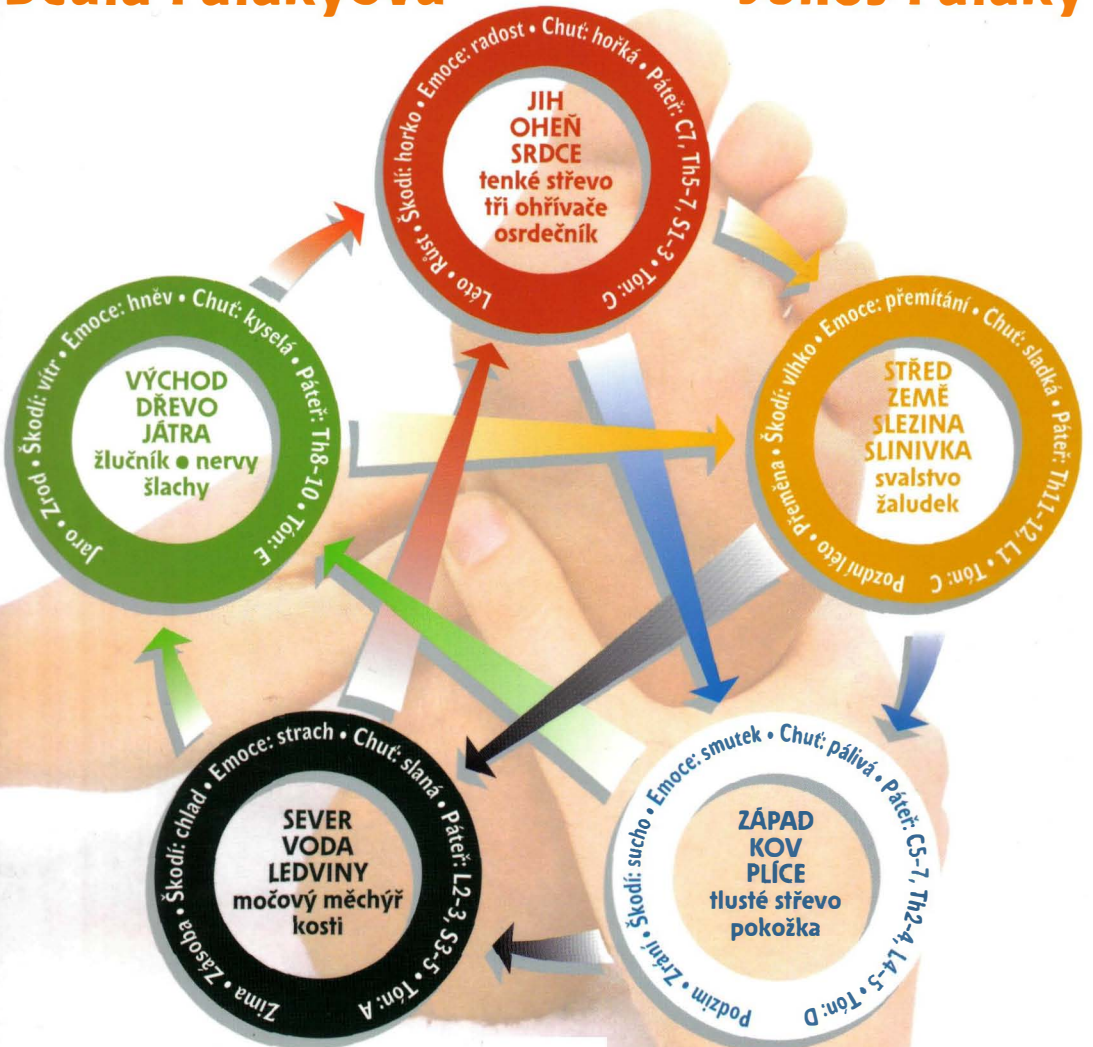 Léto • Růst • Škodí: horko • Emoce: radost • Chuť: hořká • Páteř: C7, Th5–7, S1–3 • Tón: G
JIH
OHEŇ
SRDCE
tenké střevo
tři ohřívače
osrdečník
Jaro • Zrod • Škodí: vítr • Emoce: hněv • Chuť: kyselá • Páteř: Th8–10 • Tón: E
VÝCHOD
DŘEVO
JÁTRA
žlučník ● nervy
šlachy
Pozdní léto • Přeměna • Škodí: vlhko • Emoce: přemítání • Chuť: sladká • Páteř: Th11–12, L1 • Tón: C
STŘED
ZEMĚ
SLEZINA
SLINIVKA
svalstvo
žaludek
Zima • Zásoba • Škodí: chlad • Emoce: strach • Chuť: slaná • Páteř: L2–3, S3–5 • Tón: A
SEVER
VODA
LEDVINY
močový měchýř
kosti
Podzim • Zrání • Škodí: sucho • Emoce: smutek • Chuť: pálivá • Páteř: C5–7, Th2–4, L4–5 • Tón: D
ZÁPAD
KOV
PLÍCE
tlusté střevo
pokožka